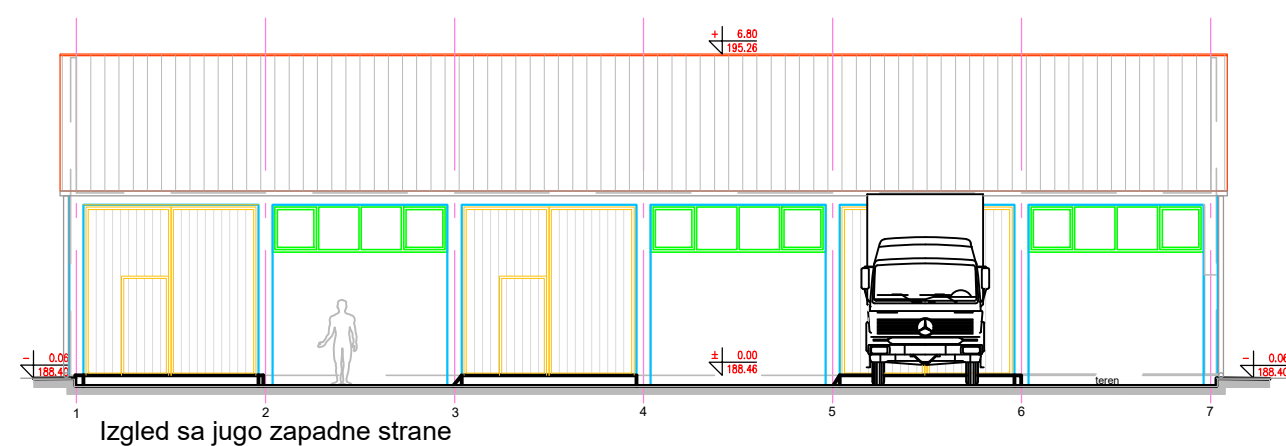 + 6.80
195.26
- 0.06
188.40
± 0.00
188.46
- 0.06
188.40
teren
1 2 3 4 5 6 7
Izgled sa jugo zapadne strane